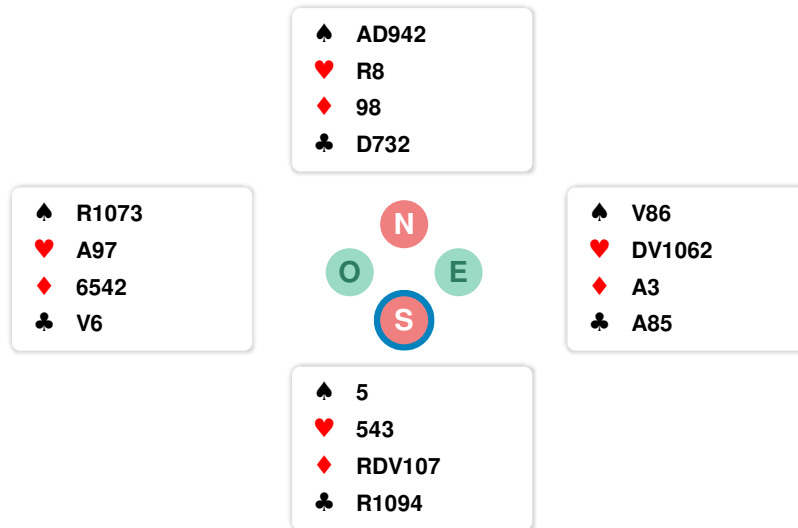 ♠ AD942
♥ R8
♦ 98
♣ D732
♠ R1073
♥ A97
♦ 6542
♣ V6
N
O E
S
♠ V86
♥ DV1062
♦ A3
♣ A85
♠ 5
♥ 543
♦ RDV107
♣ R1094